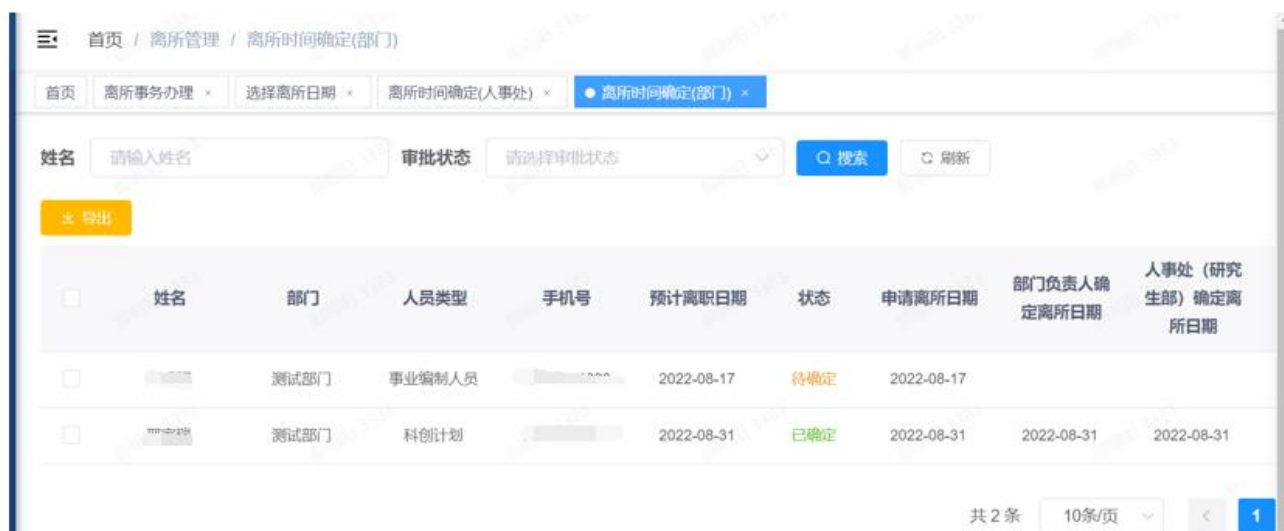 首页 / 离所管理 / 离所时间确定(部门)
首页 离所事务办理 × 选择离所日期 × 离所时间确定(人事处) × 离所时间确定(部门) ×
姓名 请输入姓名 审批状态 请选择审批状态 搜索 刷新
导出
姓名 部门 人员类型 手机号 预计离职日期 状态 申请离所日期 部门负责人确定离所日期 人事处（研究生部）确定离所日期
测试部门 事业编制人员 2022-08-17 待确定 2022-08-17
测试部门 科创计划 2022-08-31 已确定 2022-08-31 2022-08-31 2022-08-31
共 2 条 10条/页 < 1